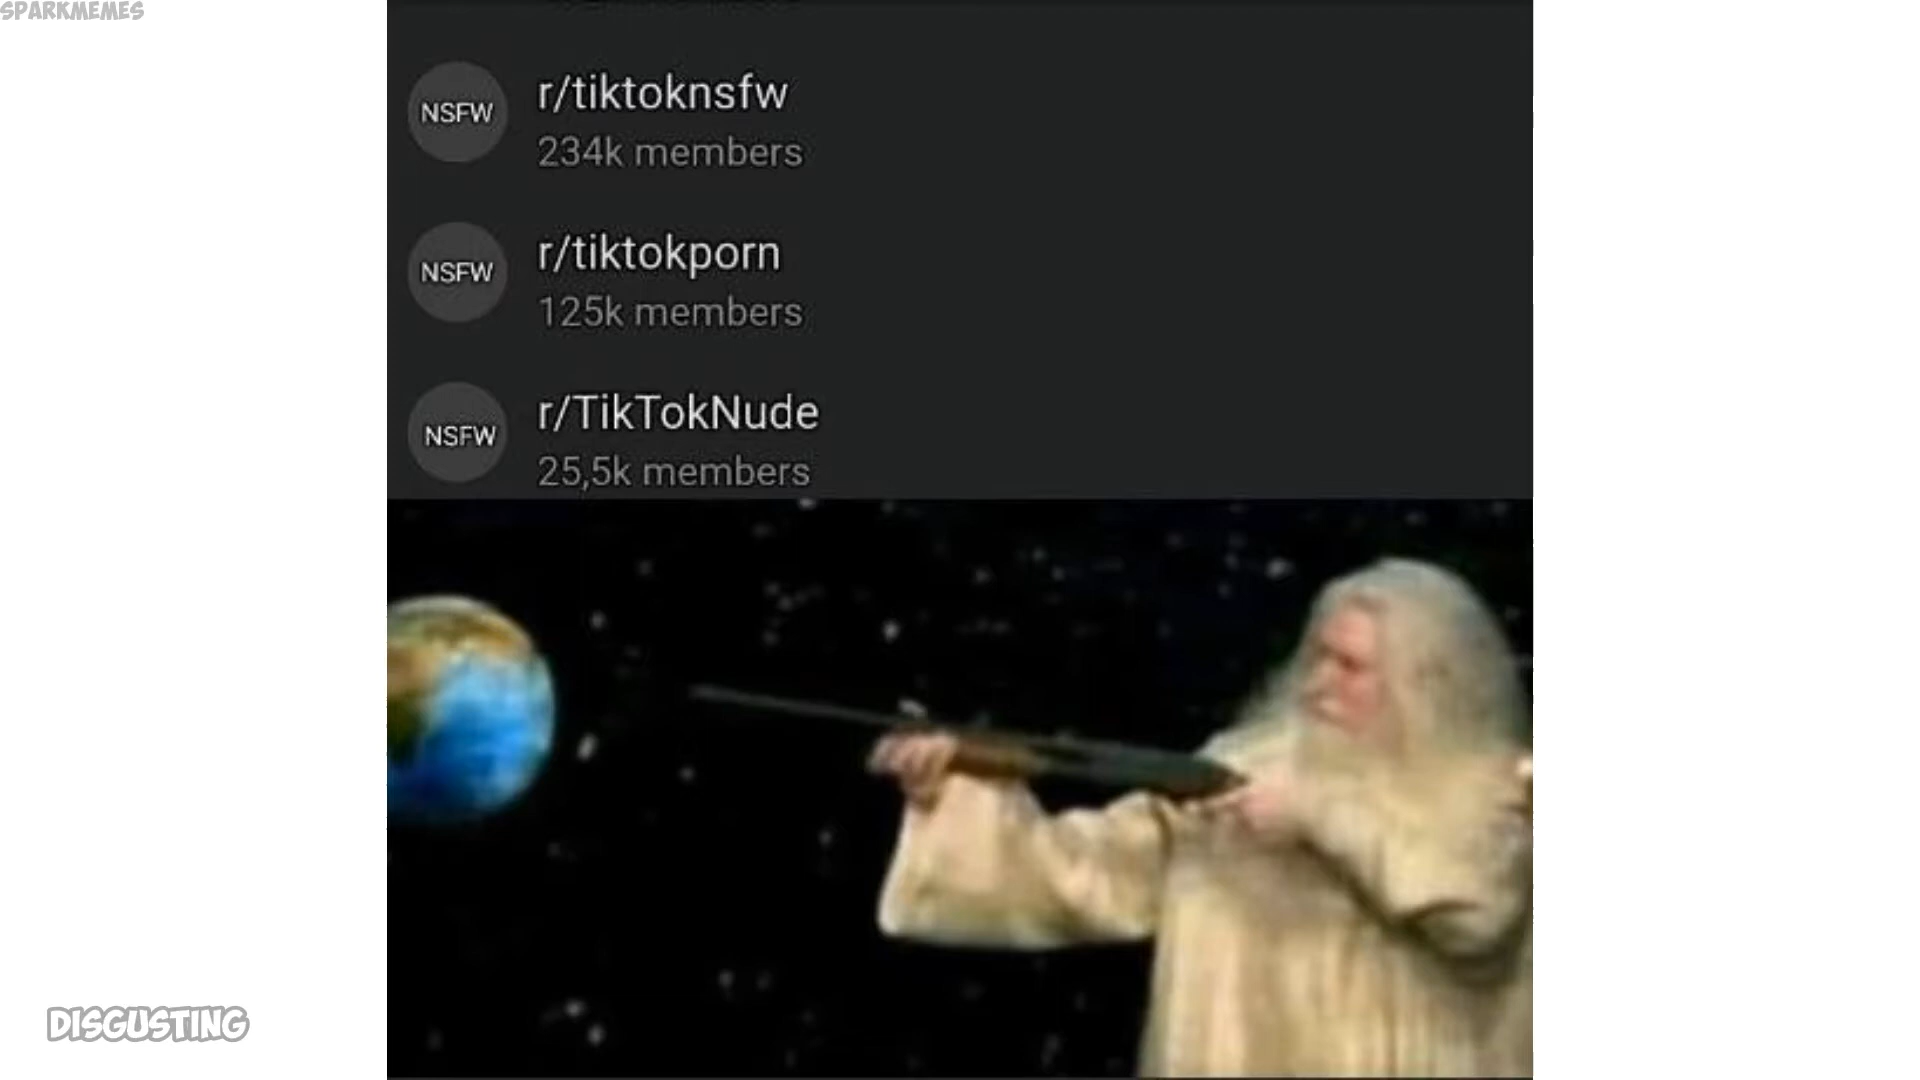 SPARKMEMES
NSFW
r/tiktoknsfw
234k members
NSFW
r/tiktokporn
125k members
NSFW
r/TikTokNude
25,5k members
DISGUSTING